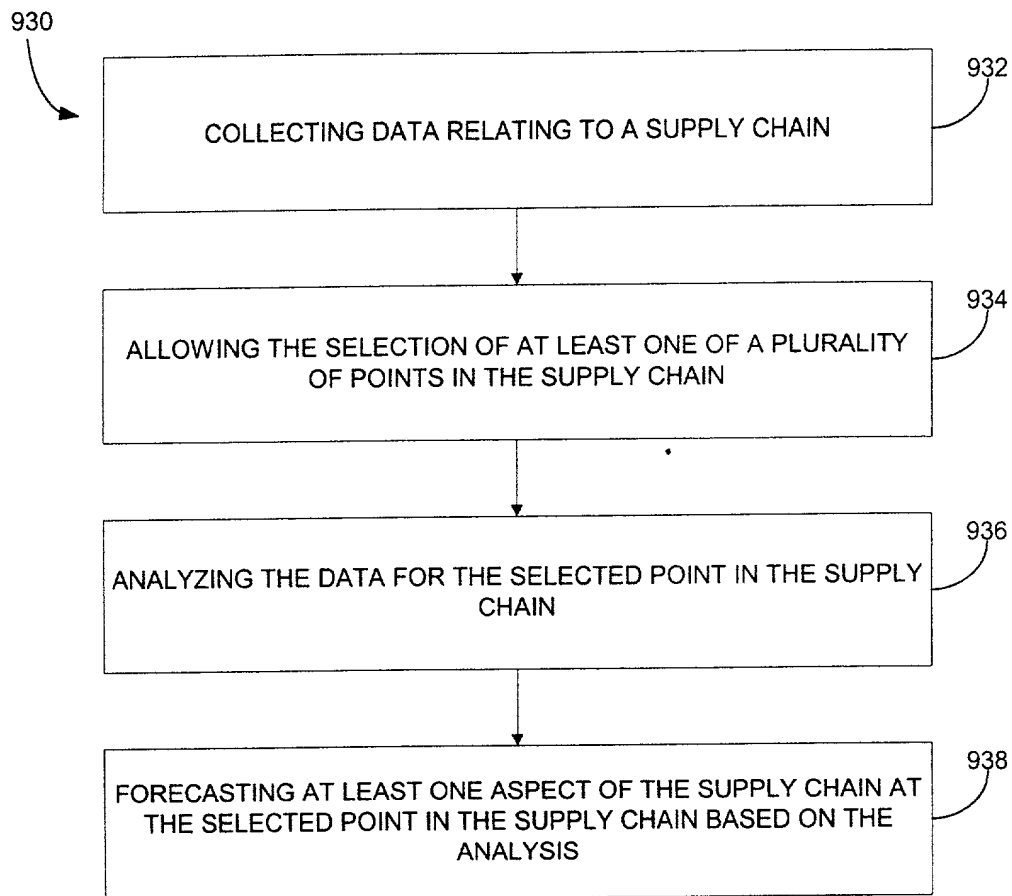 930
932
COLLECTING DATA RELATING TO A SUPPLY CHAIN
934
ALLOWING THE SELECTION OF AT LEAST ONE OF A PLURALITY
OF POINTS IN THE SUPPLY CHAIN
936
ANALYZING THE DATA FOR THE SELECTED POINT IN THE SUPPLY
CHAIN
938
FORECASTING AT LEAST ONE ASPECT OF THE SUPPLY CHAIN AT
THE SELECTED POINT IN THE SUPPLY CHAIN BASED ON THE
ANALYSIS